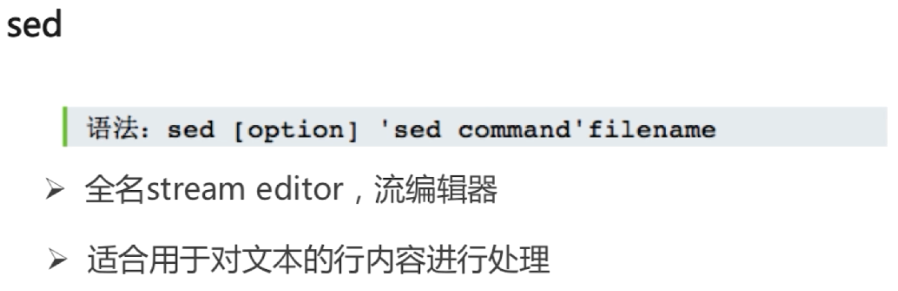 sed
语法：sed [option] 'sed command'filename
➢ 全名stream editor，流编辑器
➢ 适合用于对文本的行内容进行处理